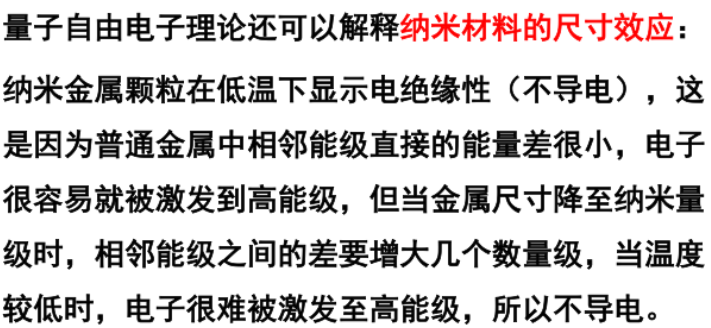 量子自由电子理论还可以解释纳米材料的尺寸效应：
纳米金属颗粒在低温下显示电绝缘性（不导电），这
是因为普通金属中相邻能级直接的能量差很小，电子
很容易就被激发到高能级，但当金属尺寸降至纳米量
级时，相邻能级之间的差要增大几个数量级，当温度
较低时，电子很难被激发至高能级，所以不导电。